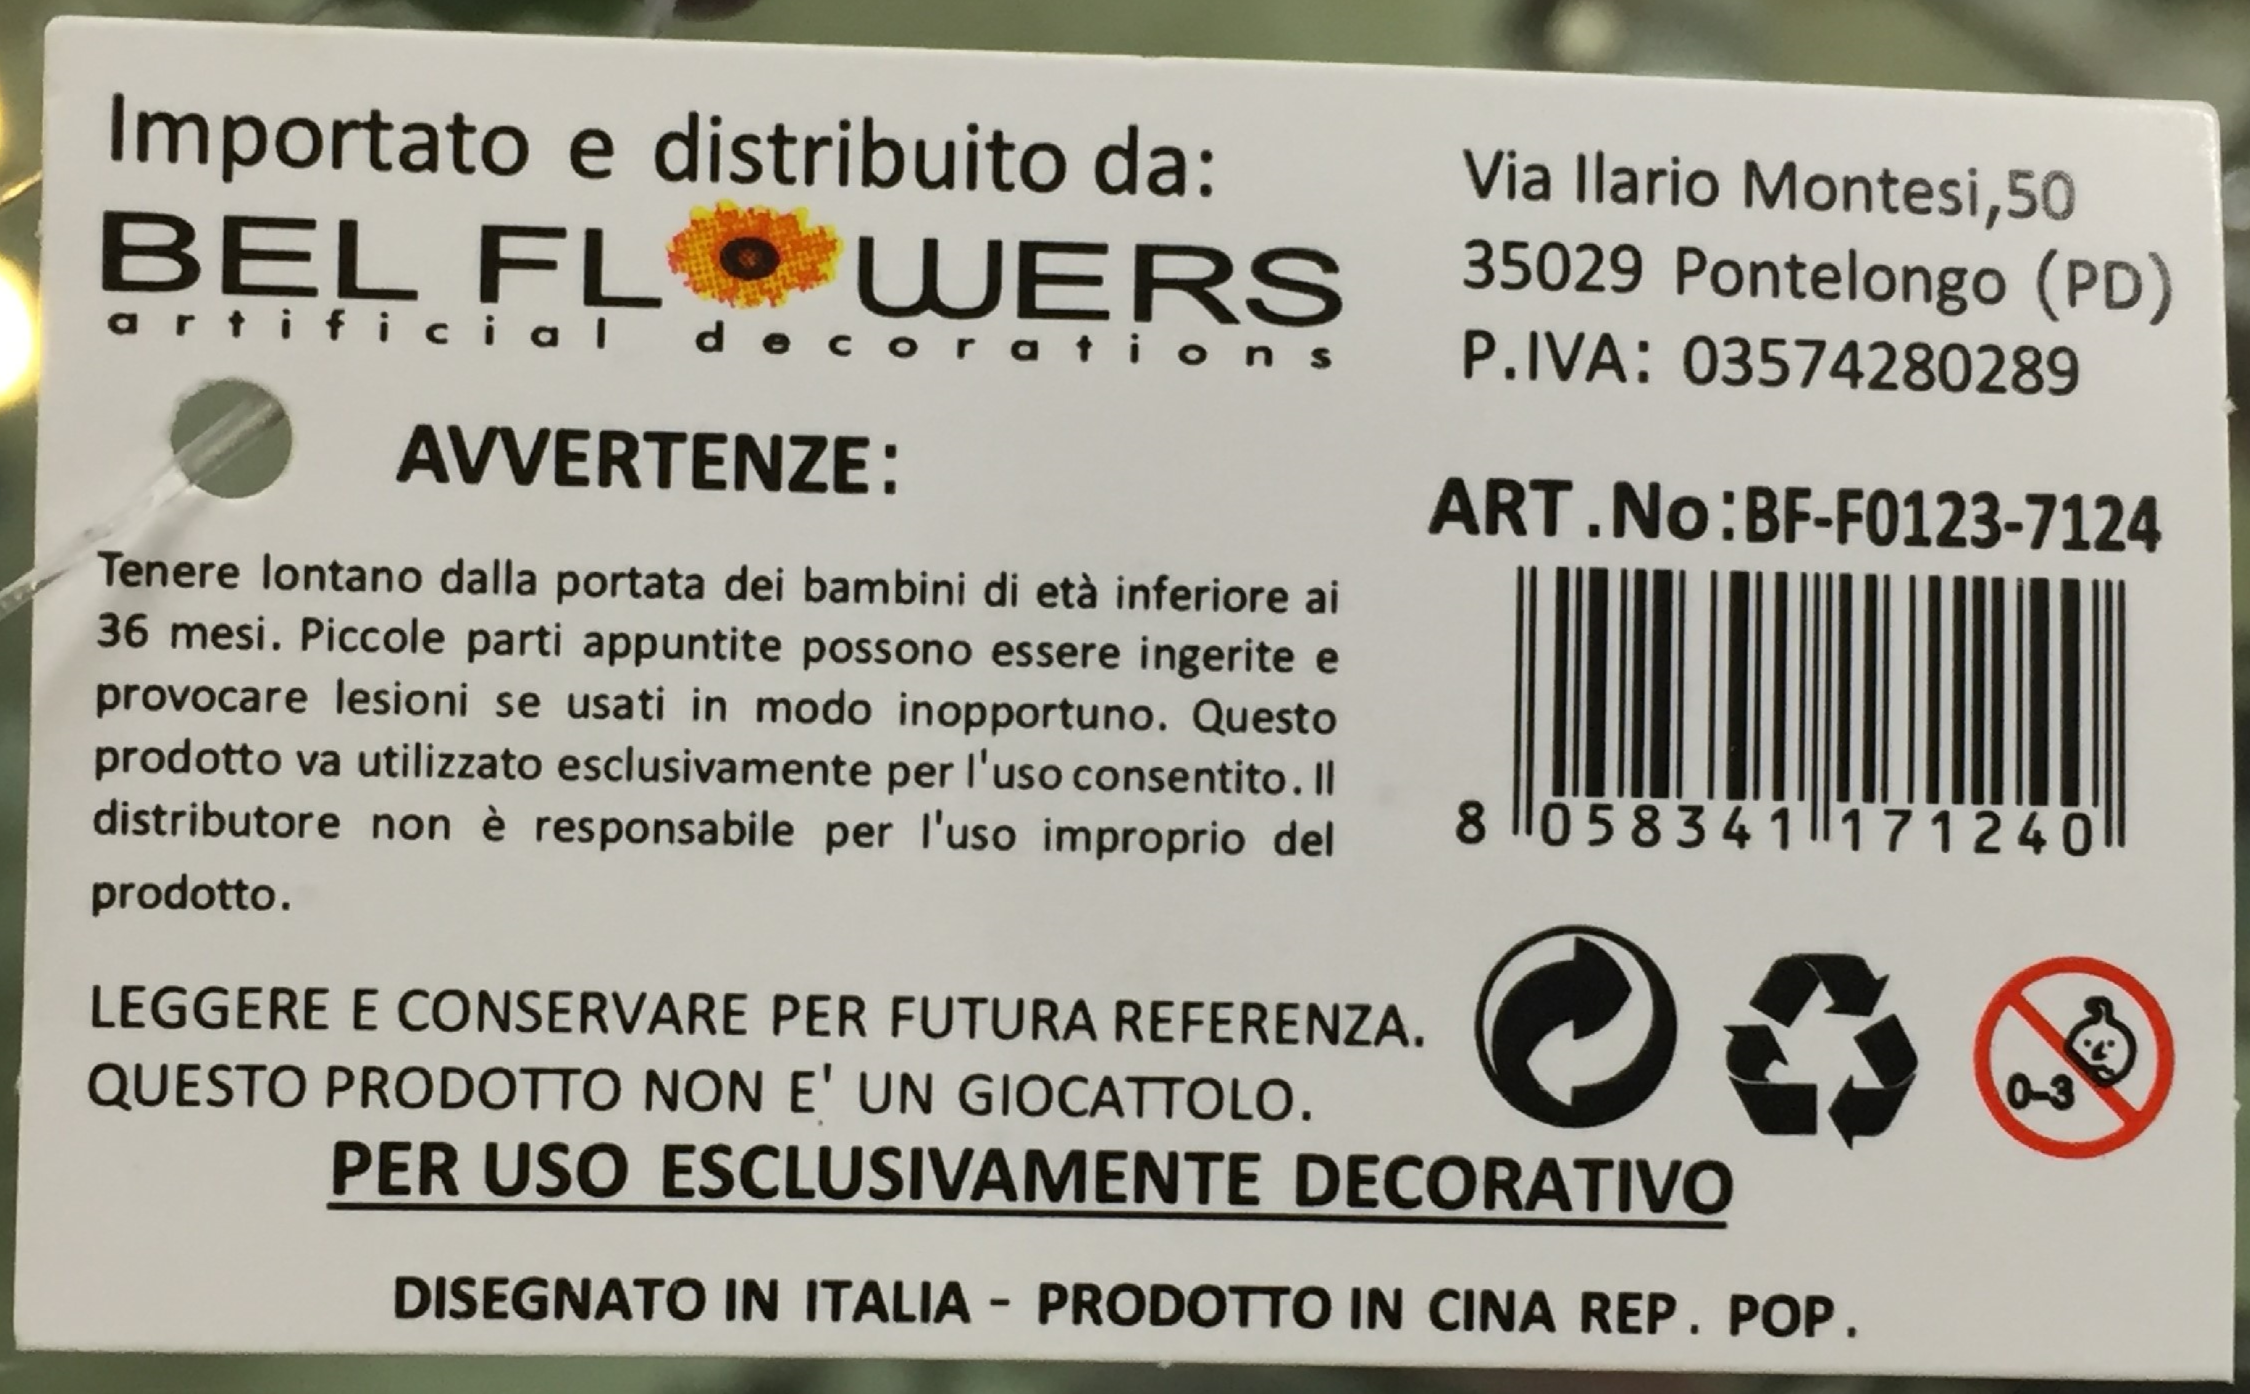 Importato e distribuito da:
BEL FLOWERS
artificial decorations
Via Ilario Montesi,50
35029 Pontelongo (PD)
P.IVA: 03574280289
AVVERTENZE:
Tenere lontano dalla portata dei bambini di età inferiore ai
36 mesi. Piccole parti appuntite possono essere ingerite e
provocare lesioni se usati in modo inopportuno. Questo
prodotto va utilizzato esclusivamente per l'uso consentito. Il
distributore non è responsabile per l'uso improprio del
prodotto.
ART.No:BF-F0123-7124
8 058341 171240
0-3
LEGGERE E CONSERVARE PER FUTURA REFERENZA.
QUESTO PRODOTTO NON E' UN GIOCATTOLO.
PER USO ESCLUSIVAMENTE DECORATIVO
DISEGNATO IN ITALIA - PRODOTTO IN CINA REP. POP.